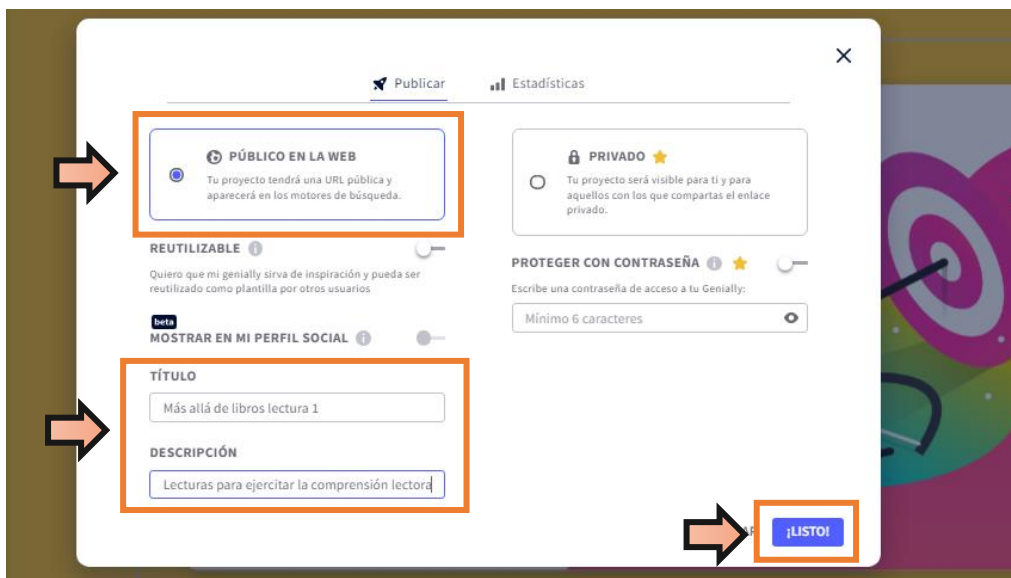 Publicar
Estadísticas
PÚBLICO EN LA WEB
Tu proyecto tendrá una URL pública y
aparecerá en los motores de búsqueda.
PRIVADO
Tu proyecto será visible para ti y para
aquellos con los que compartas el enlace
privado.
REUTILIZABLE
Quiero que mi genially sirva de inspiración y pueda ser
reutilizado como plantilla por otros usuarios
PROTEGER CON CONTRASEÑA
Escribe una contraseña de acceso a tu Genially:
Mínimo 6 caracteres
beta
MOSTRAR EN MI PERFIL SOCIAL
TÍTULO
Más allá de libros lectura 1
DESCRIPCIÓN
Lecturas para ejercitar la comprensión lectora
¡LISTO!